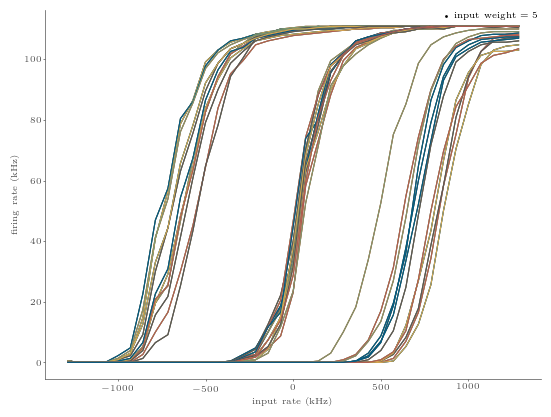 • input weight = 5
100
80
60
40
20
0
firing rate (kHz)
−1000 −500 0 500 1000
input rate (kHz)